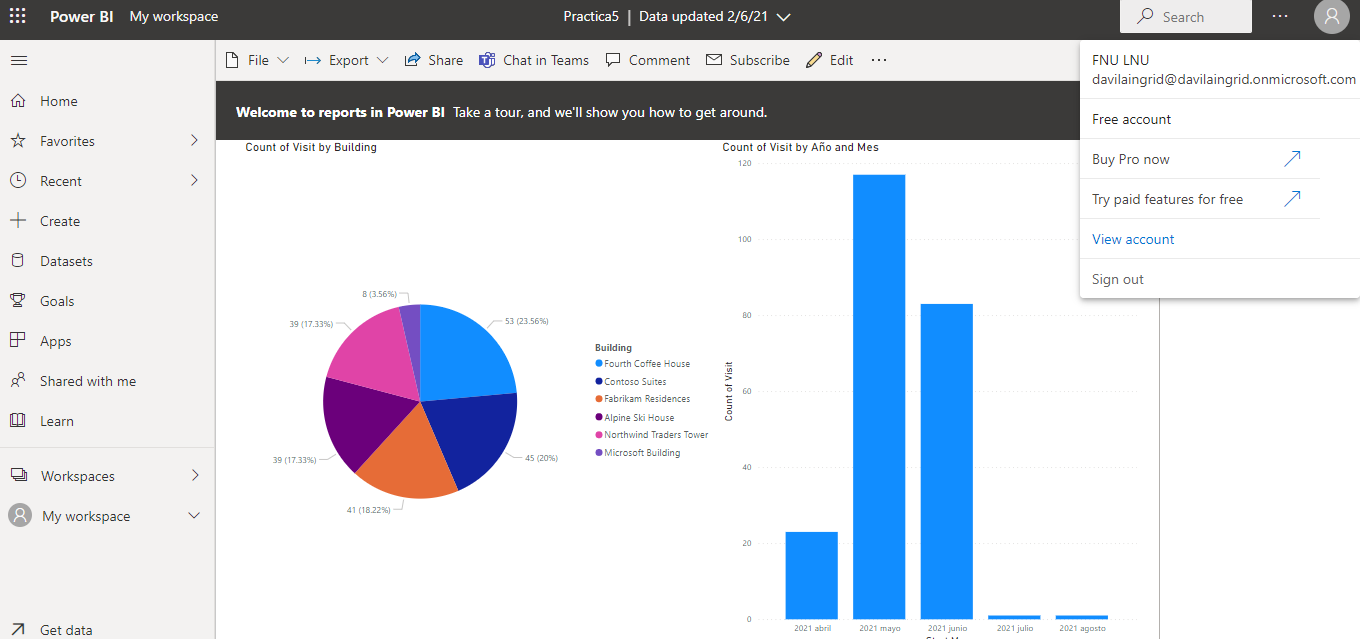 Power BI My workspace
Practica5 | Data updated 2/6/21
Search
FNU LNU
davilaingrid@davilaingrid.onmicrosoft.com
Free account
Buy Pro now
Try paid features for free
View account
Sign out
File Export Share Chat in Teams Comment Subscribe Edit
Welcome to reports in Power BI Take a tour, and we'll show you how to get around.
Home
Favorites
Recent
Create
Datasets
Goals
Apps
Shared with me
Learn
Workspaces
My workspace
Get data
Count of Visit by Building
8 (3.56%)
53 (23.56%)
39 (17.33%)
39 (17.33%)
45 (20%)
41 (18.22%)
Building
Fourth Coffee House
Contoso Suites
Fabrikam Residences
Alpine Ski House
Northwind Traders Tower
Microsoft Building
Count of Visit by Año and Mes
120
100
80
60
40
20
0
Count of Visit
2021 abril 2021 mayo 2021 junio 2021 julio 2021 agosto